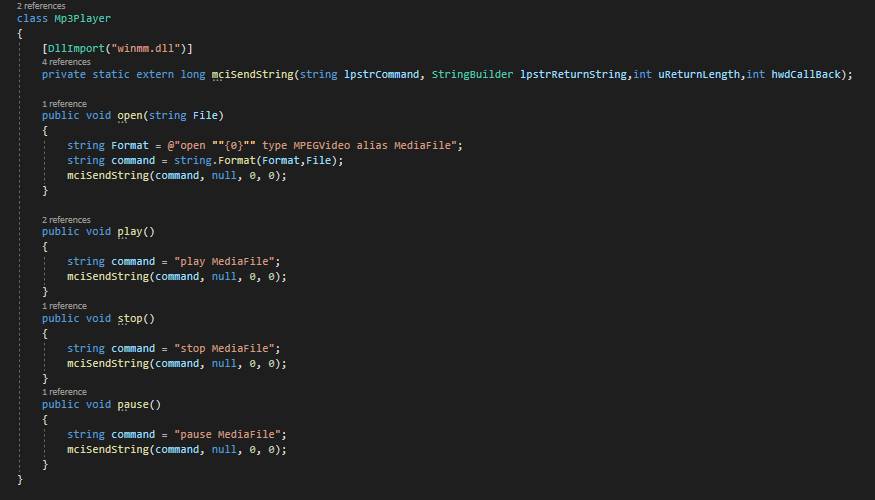 2 references
class Mp3Player
{
[DllImport("winmm.dll")]
4 references
private static extern long mciSendString(string lpstrCommand, StringBuilder lpstrReturnString,int uReturnLength,int hwdCallBack);
1 reference
public void open(string File)
{
string Format = @"open ""{0}"" type MPEGVideo alias MediaFile";
string command = string.Format(Format,File);
mciSendString(command, null, 0, 0);
}
2 references
public void play()
{
string command = "play MediaFile";
mciSendString(command, null, 0, 0);
}
1 reference
public void stop()
{
string command = "stop MediaFile";
mciSendString(command, null, 0, 0);
}
1 reference
public void pause()
{
string command = "pause MediaFile";
mciSendString(command, null, 0, 0);
}
}